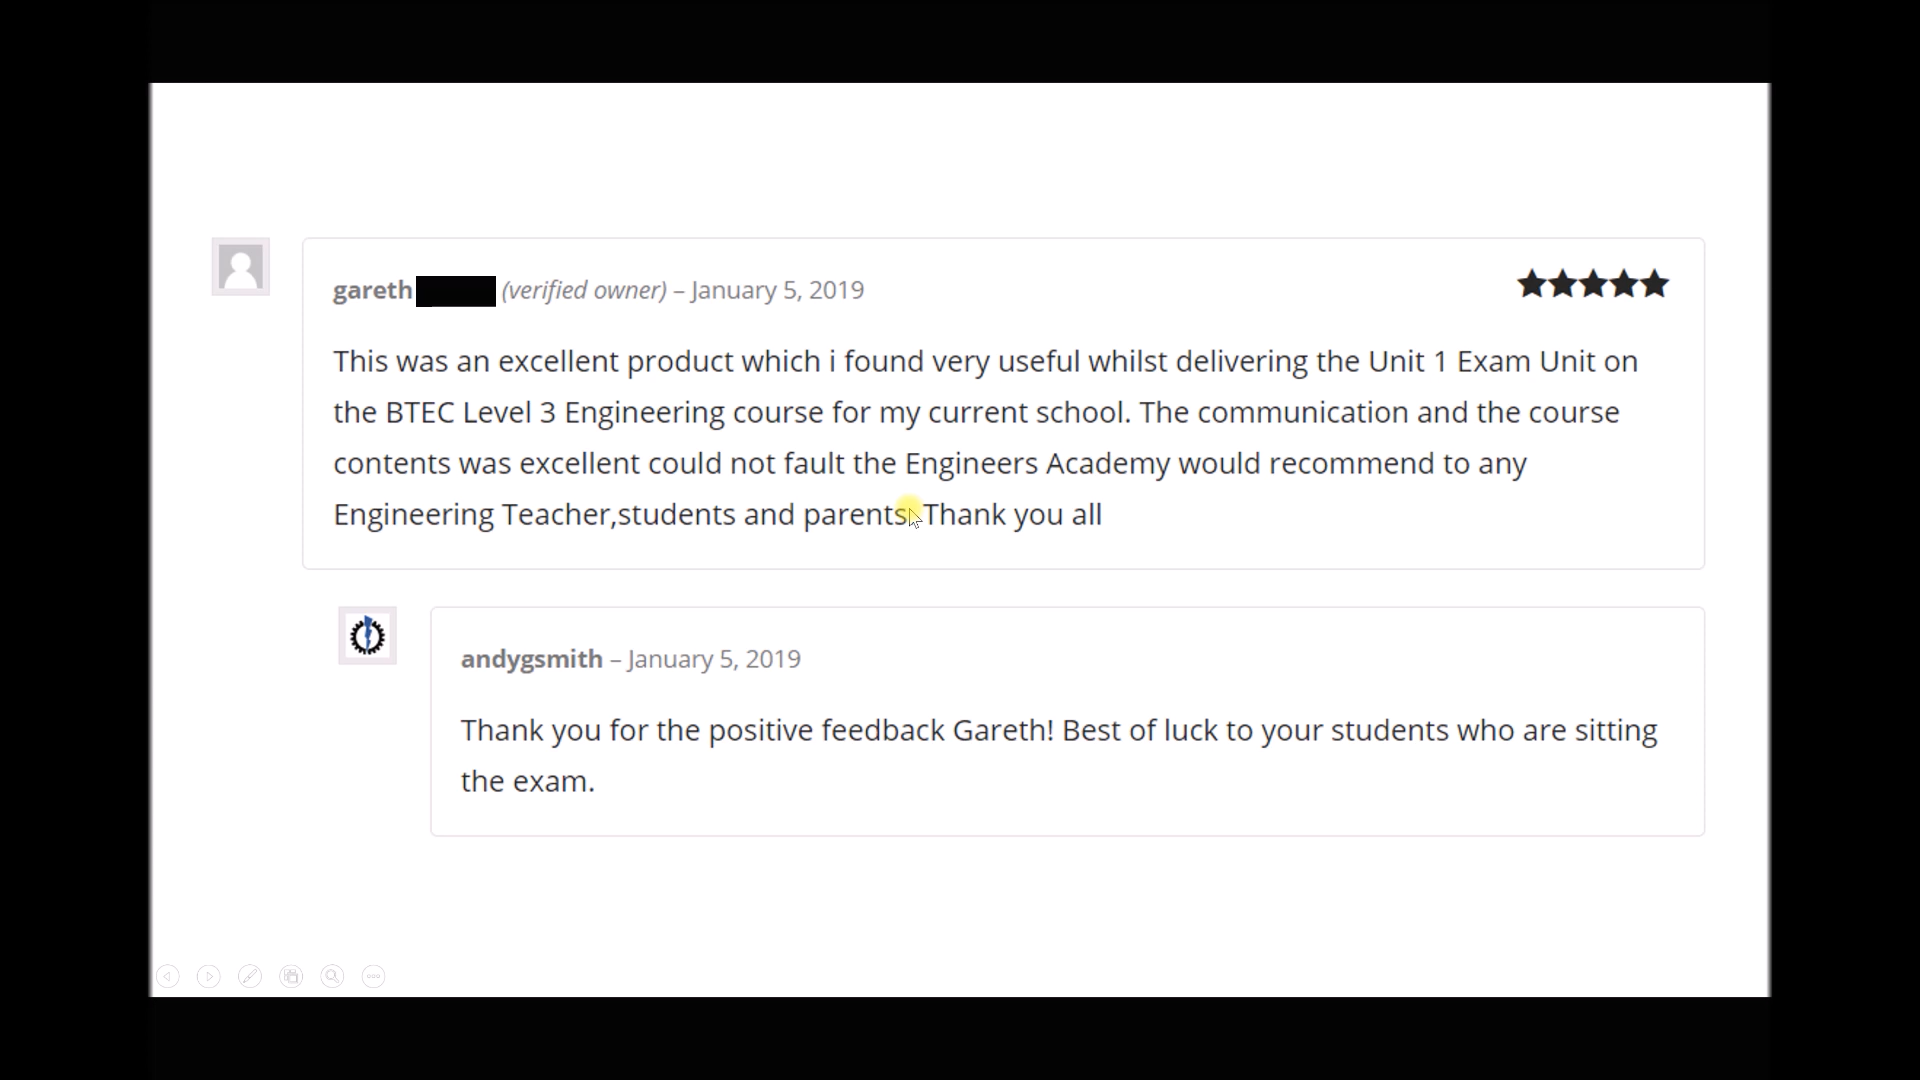 gareth (verified owner) – January 5, 2019
This was an excellent product which i found very useful whilst delivering the Unit 1 Exam Unit on
the BTEC Level 3 Engineering course for my current school. The communication and the course
contents was excellent could not fault the Engineers Academy would recommend to any
Engineering Teacher,students and parents. Thank you all
andygsmith – January 5, 2019
Thank you for the positive feedback Gareth! Best of luck to your students who are sitting
the exam.